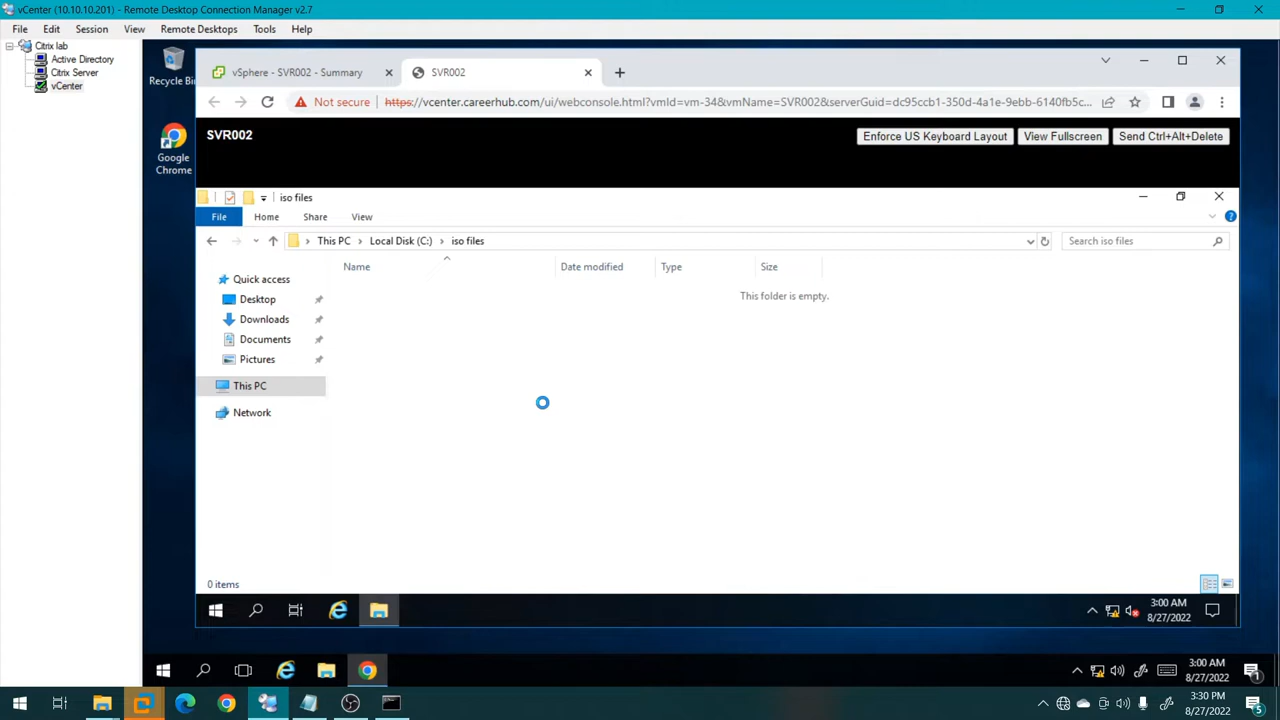 vCenter (10.10.10.201) - Remote Desktop Connection Manager v2.7
File Edit Session View Remote Desktops Tools Help
Citrix lab
Active Directory
Citrix Server
vCenter
Recycle Bin
Google
Chrome
vSphere - SVR002 - Summary
SVR002
Not secure https://vcenter.careerhub.com/ui/webconsole.html?vmId=vm-34&vmName=SVR002&serverGuid=dc95ccb1-350d-4a1e-9ebb-6140fb5c...
SVR002
Enforce US Keyboard Layout View Fullscreen Send Ctrl+Alt+Delete
iso files
File Home Share View
This PC > Local Disk (C:) > iso files
Search iso files
Name Date modified Type Size
This folder is empty.
Quick access
Desktop
Downloads
Documents
Pictures
This PC
Network
0 items
3:00 AM
8/27/2022
3:00 AM
8/27/2022
1
3:30 PM
8/27/2022
5